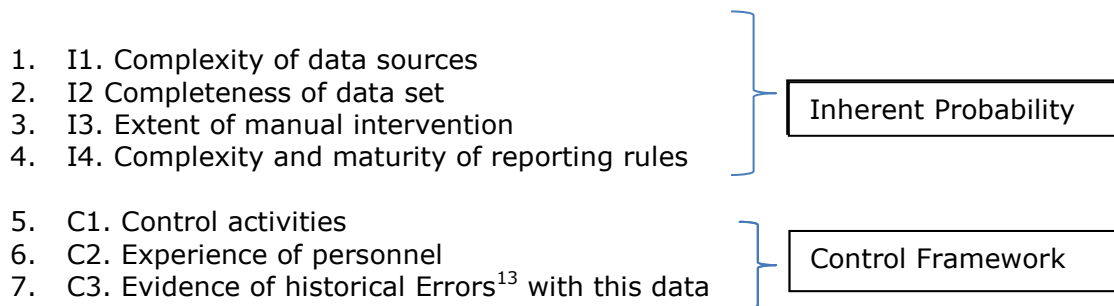 1. I1. Complexity of data sources
2. I2 Completeness of data set
3. I3. Extent of manual intervention
4. I4. Complexity and maturity of reporting rules
Inherent Probability
5. C1. Control activities
6. C2. Experience of personnel
7. C3. Evidence of historical Errors13 with this data
Control Framework